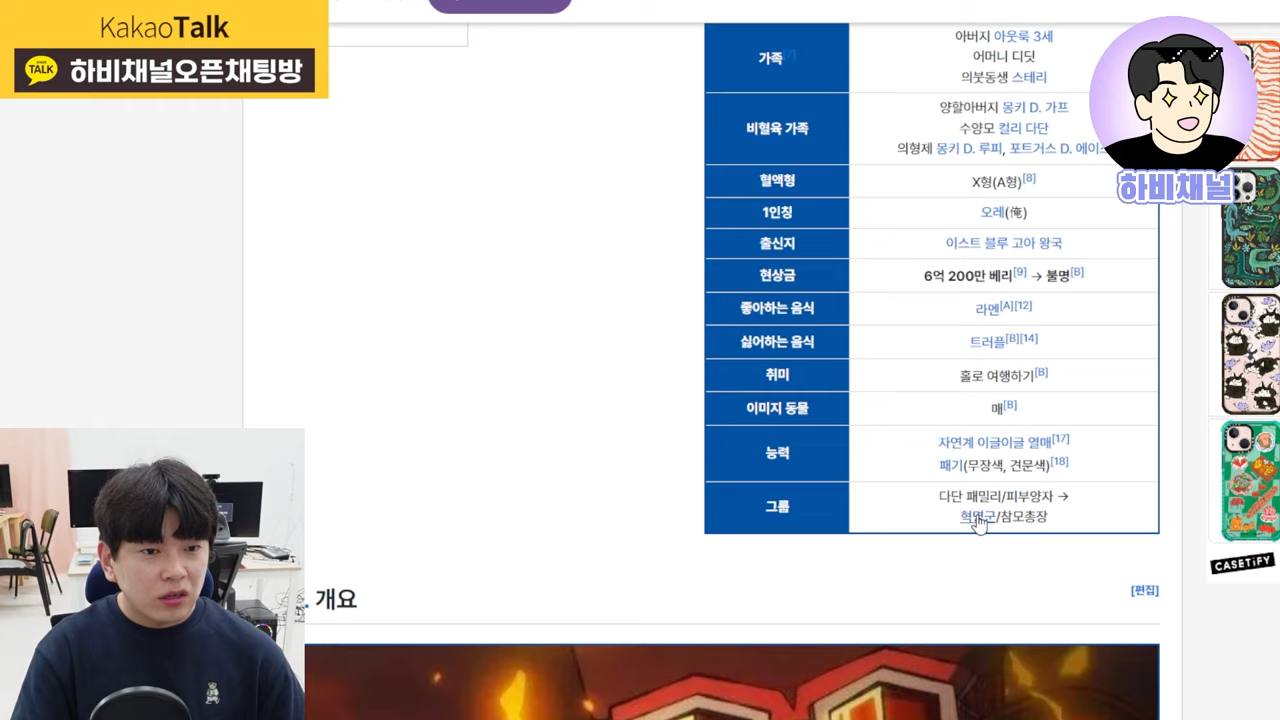 KakaoTalk
TALK
하비채널오픈채팅방
가족[7]
아버지 아웃룩 3세
어머니 디딧
의붓동생 스테리
비혈육 가족
양할아버지 몽키 D. 가프
수양모 컬리 다단
의형제 몽키 D. 루피, 포트거스 D. 에이스
혈액형
X형(A형)[8]
1인칭
오레(俺)
출신지
이스트 블루 고아 왕국
현상금
6억 200만 베리[9] → 불명[B]
좋아하는 음식
라멘[A][12]
싫어하는 음식
트러플[B][14]
취미
홀로 여행하기[B]
이미지 동물
매[B]
능력
자연계 이글이글 열매[17]
패기(무장색, 견문색)[18]
그룹
다단 패밀리/피부양자 →
혁명군/참모총장
. 개요
[편집]
하비채널
CASETiFY